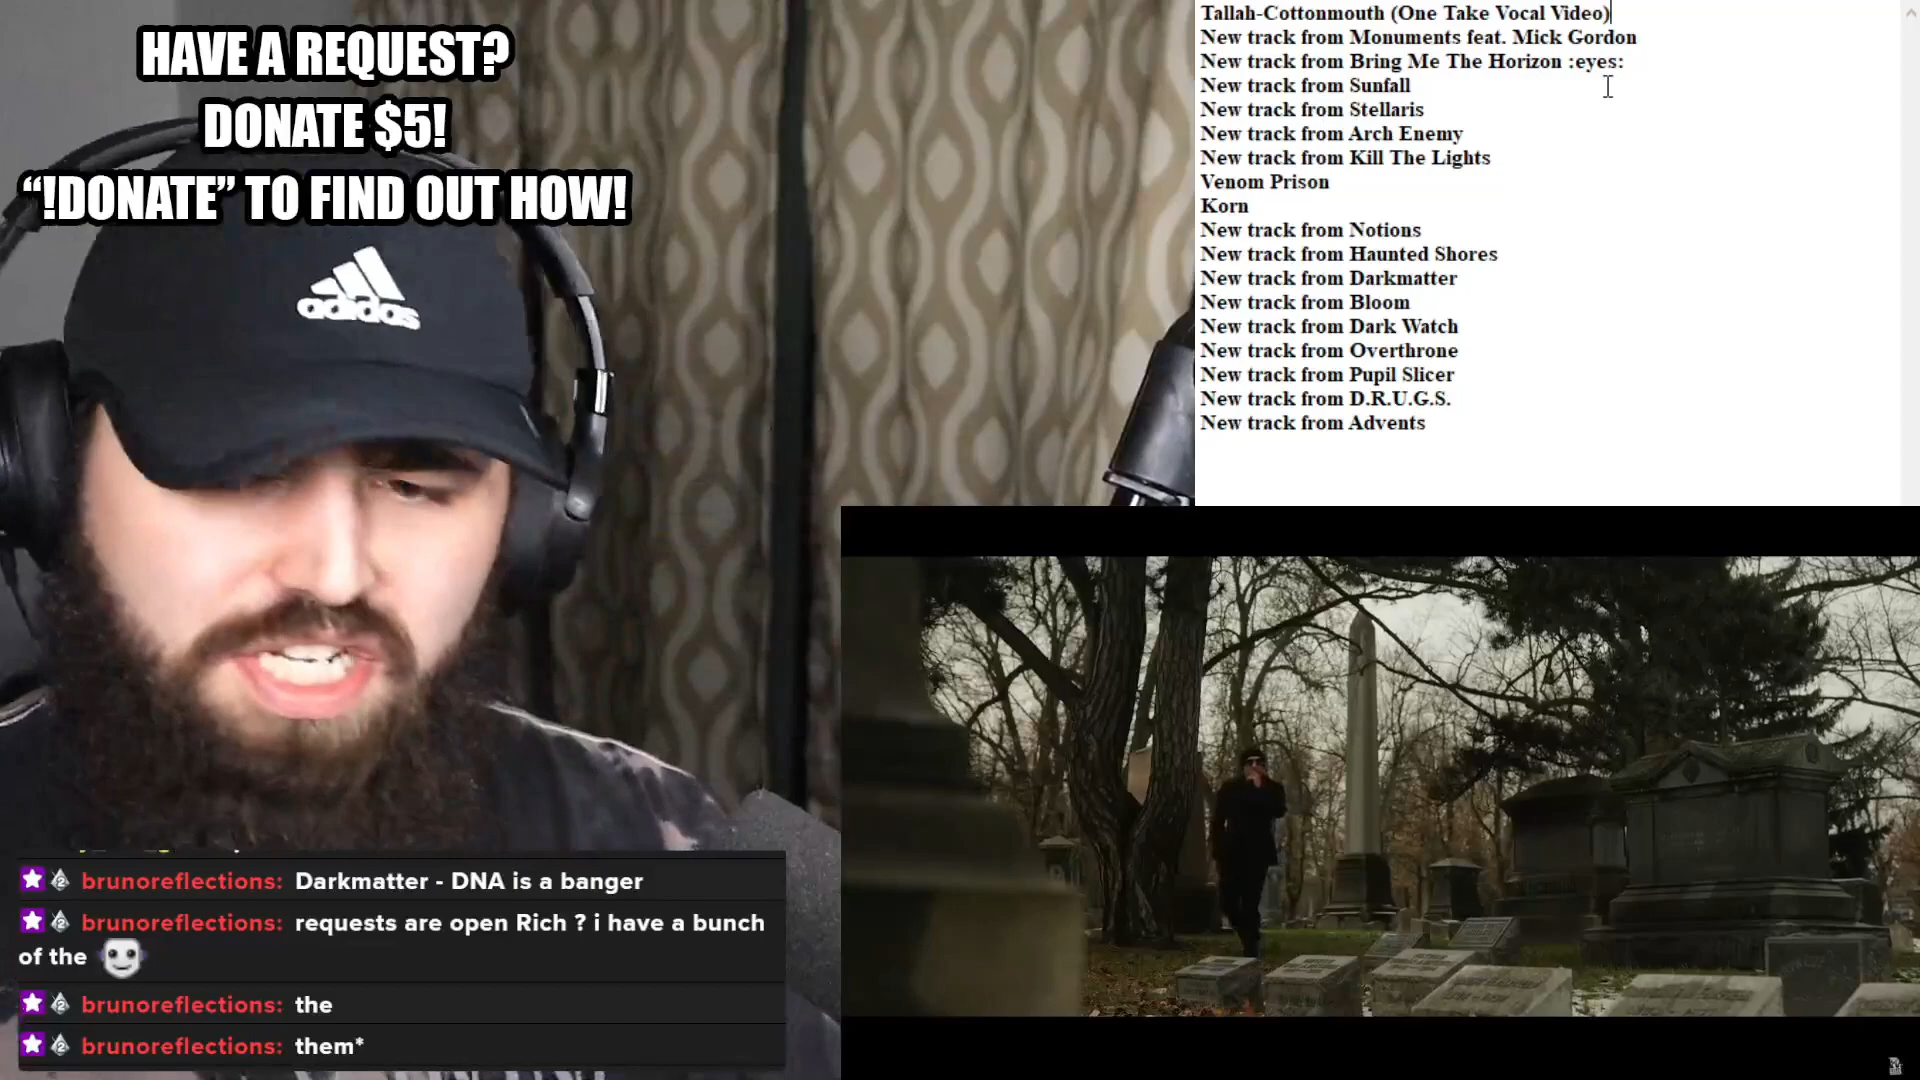 HAVE A REQUEST?
DONATE $5!
“!DONATE” TO FIND OUT HOW!
adidas
Tallah-Cottonmouth (One Take Vocal Video)
New track from Monuments feat. Mick Gordon
New track from Bring Me The Horizon :eyes:
New track from Sunfall
New track from Stellaris
New track from Arch Enemy
New track from Kill The Lights
Venom Prison
Korn
New track from Notions
New track from Haunted Shores
New track from Darkmatter
New track from Bloom
New track from Dark Watch
New track from Overthrone
New track from Pupil Slicer
New track from D.R.U.G.S.
New track from Advents
brunoreflections: Darkmatter - DNA is a banger
brunoreflections: requests are open Rich ? i have a bunch
of the
brunoreflections: the
brunoreflections: them*